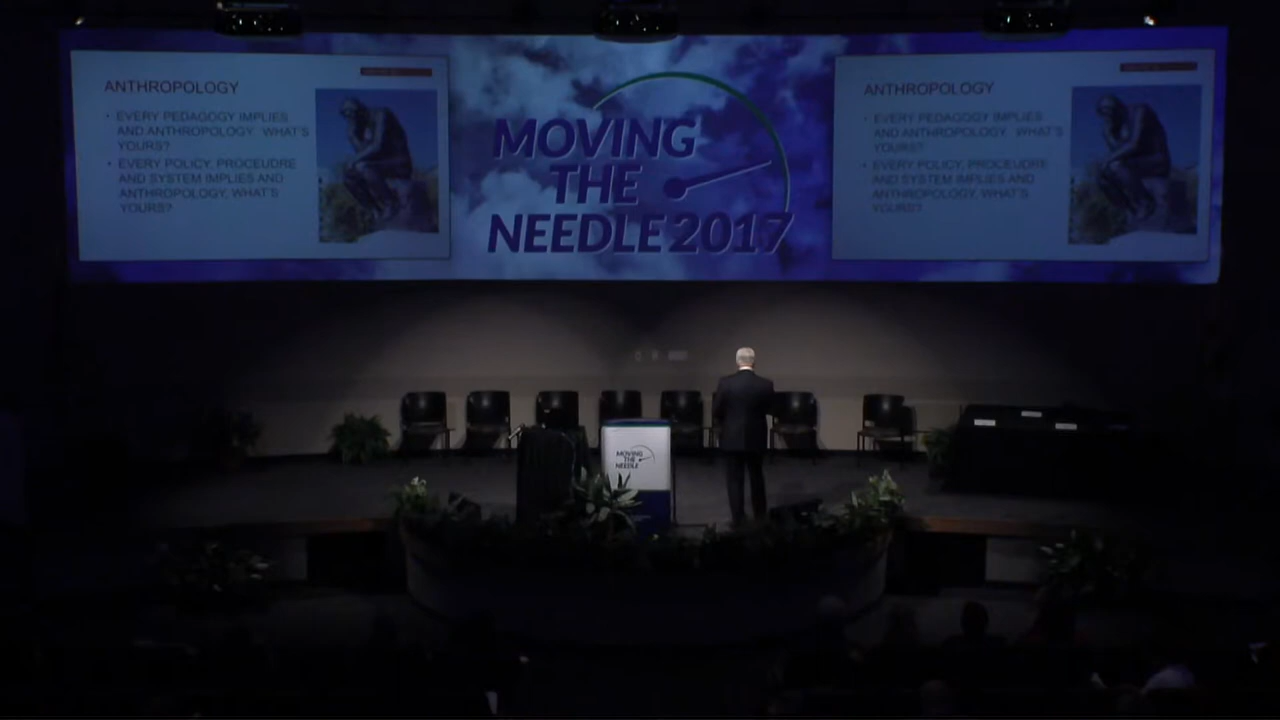 ANTHROPOLOGY
• EVERY PEDAGOGY IMPLIES
AND ANTHROPOLOGY. WHAT'S
YOURS?
• EVERY POLICY, PROCEUDRE
AND SYSTEM IMPLIES AND
ANTHROPOLOGY, WHAT'S
YOURS?
MOVING
THE
NEEDLE 2017
ANTHROPOLOGY
• EVERY PEDAGOGY IMPLIES
AND ANTHROPOLOGY. WHAT'S
YOURS?
• EVERY POLICY, PROCEUDRE
AND SYSTEM IMPLIES AND
ANTHROPOLOGY, WHAT'S
YOURS?
MOVING
THE
NEEDLE